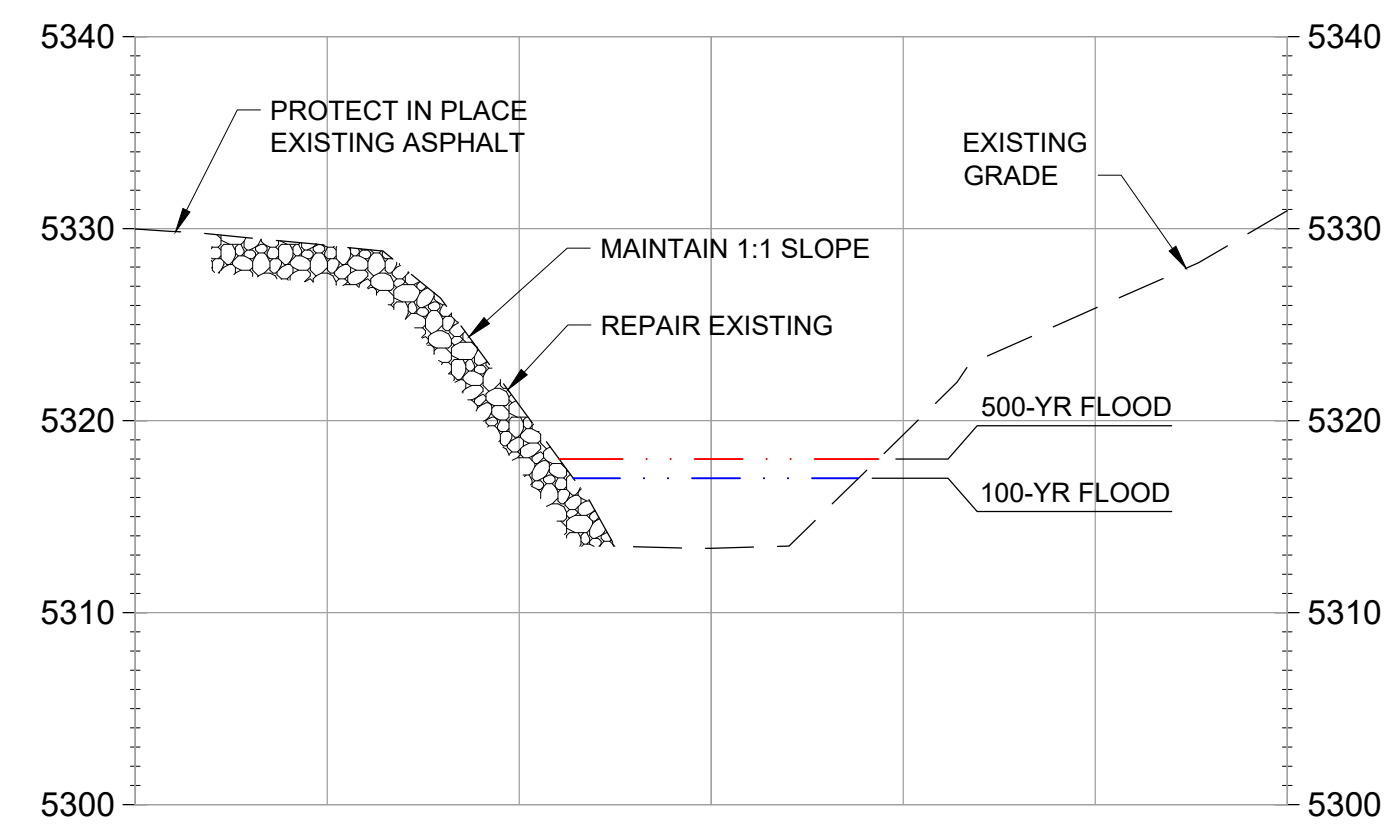 5340
5340
PROTECT IN PLACE
EXISTING ASPHALT
EXISTING
GRADE
5330
5330
MAINTAIN 1:1 SLOPE
REPAIR EXISTING
500-YR FLOOD
5320
5320
100-YR FLOOD
5310
5310
5300
5300